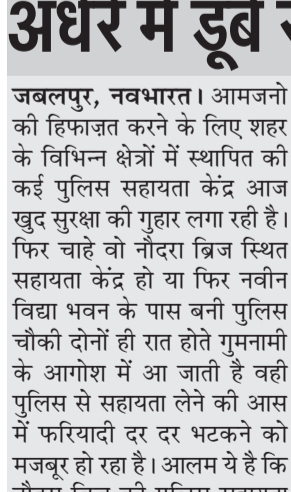 अंधेरे में डूबे
जबलपुर, नवभारत। आमजनो
की हिफाज़त करने के लिए शहर
के विभिन्न क्षेत्रों में स्थापित की
कई पुलिस सहायता केंद्र आज
खुद सुरक्षा की गुहार लगा रही है।
फिर चाहे वो नौदरा ब्रिज स्थित
सहायता केंद्र हो या फिर नवीन
विद्या भवन के पास बनी पुलिस
चौकी दोनों ही रात होते गुमनामी
के आगोश में आ जाती है वही
पुलिस से सहायता लेने की आस
में फरियादी दर दर भटकने को
मजबूर हो रहा है। आलम ये है कि